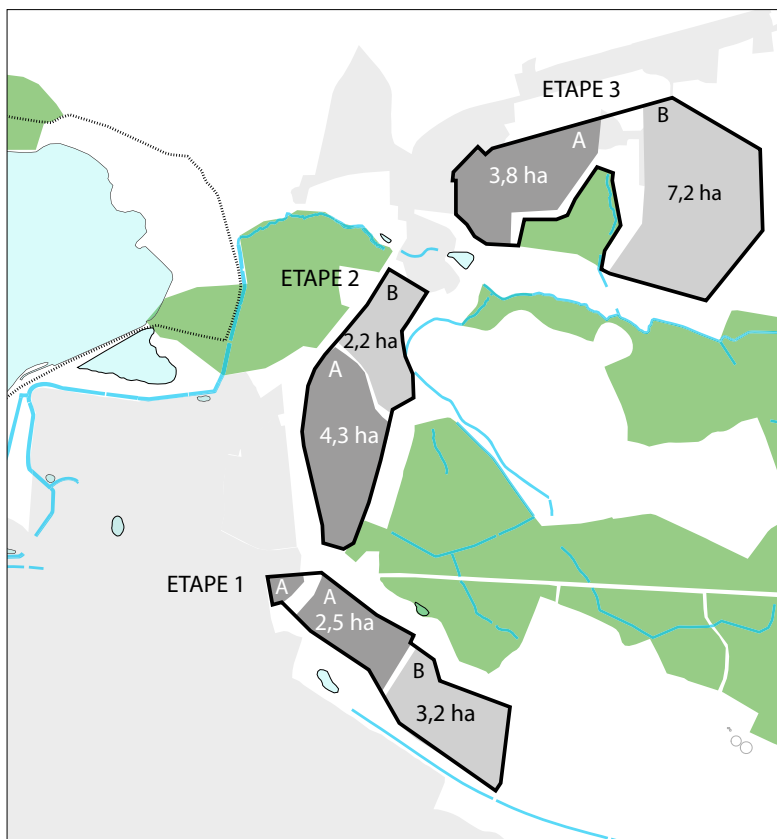 ETAPE 3
B
A
3,8 ha
7,2 ha
ETAPE 2
B
2,2 ha
A
4,3 ha
ETAPE 1
A
A
2,5 ha
B
3,2 ha